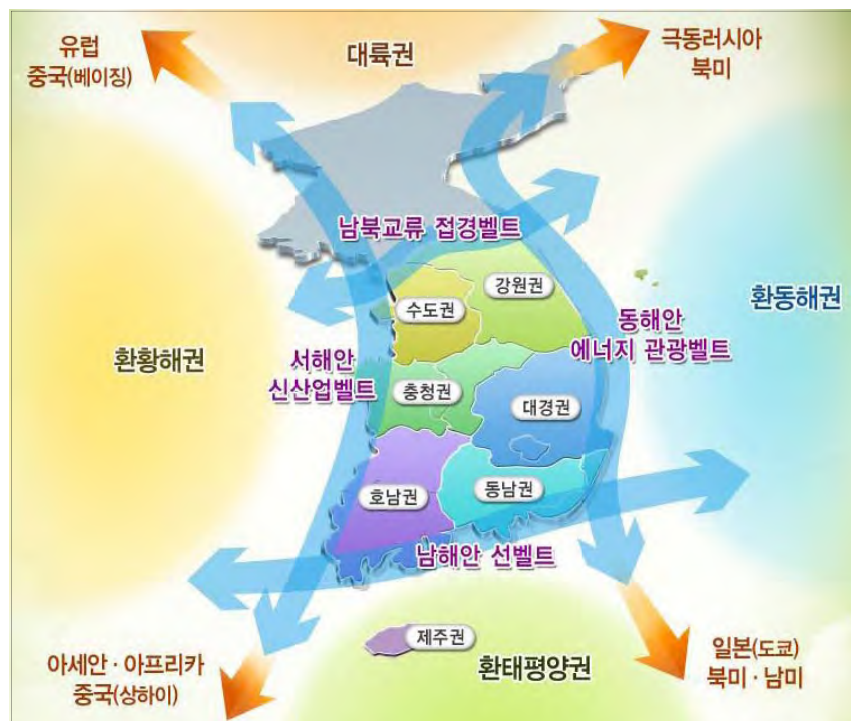 유럽
중국(베이징)
대륙권
극동러시아
북미
남북교류 접경벨트
강원권
수도권
환동해권
동해안
에너지 관광벨트
환황해권
서해안
신산업벨트
충청권
대경권
호남권
동남권
남해안 선벨트
제주권
환태평양권
아세안·아프리카
중국(상하이)
일본(도쿄)
북미·남미